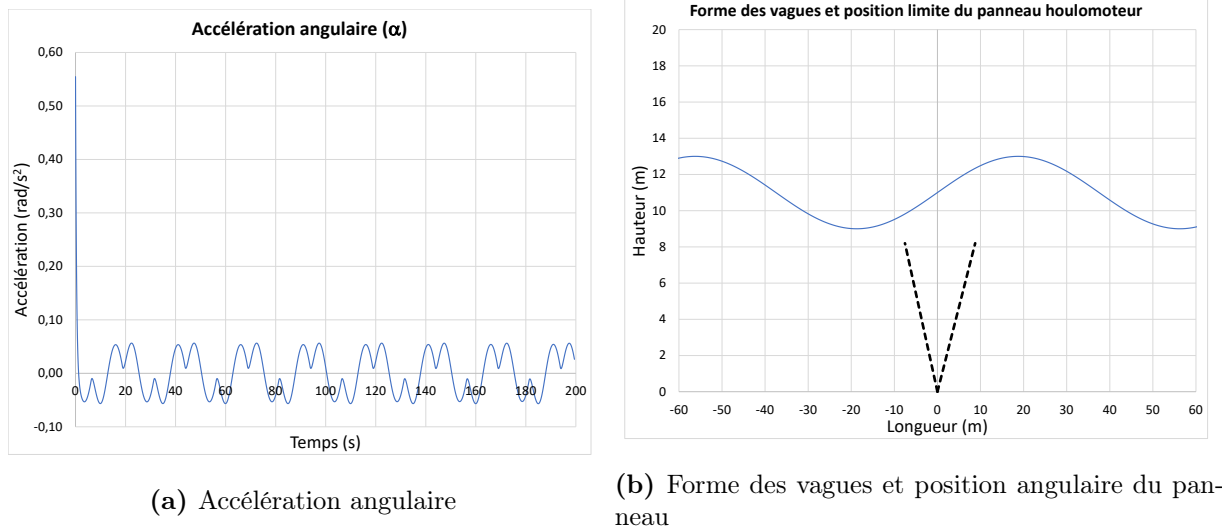 Accélération angulaire (α)
0,60
0,50
0,40
0,30
0,20
0,10
0,00
-0,10
0 20 40 60 80 100 120 140 160 180 200
Accélération (rad/s²)
Temps (s)
(a) Accélération angulaire
Forme des vagues et position limite du panneau houlomoteur
20
18
16
14
12
10
8
6
4
2
0
-60 -50 -40 -30 -20 -10 0 10 20 30 40 50 60
Hauteur (m)
Longueur (m)
(b) Forme des vagues et position angulaire du pan-
neau